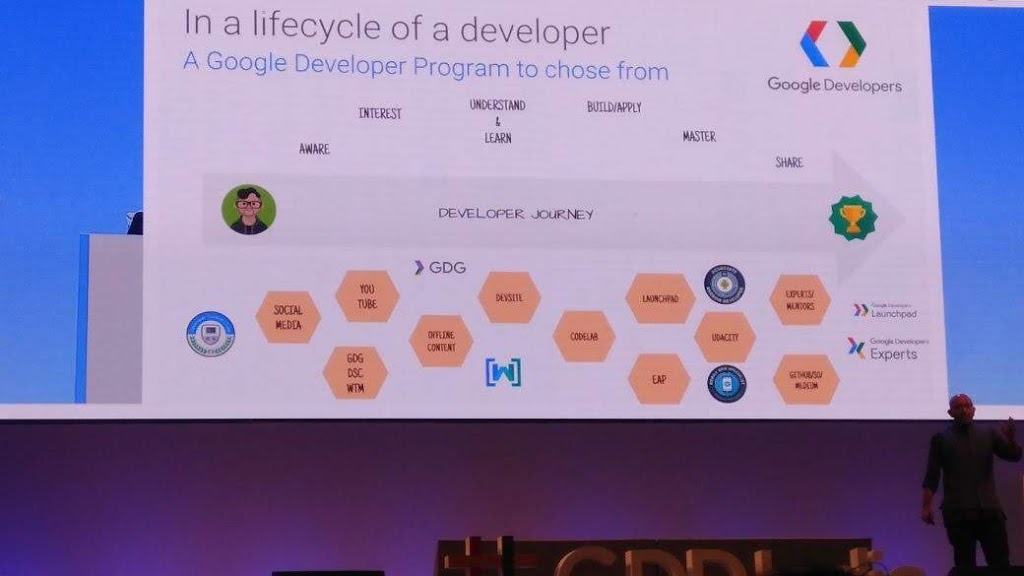 In a lifecycle of a developer
A Google Developer Program to chose from
Google Developers
INTEREST
UNDERSTAND
&
LEARN
BUILD/APPLY
MASTER
AWARE
SHARE
DEVELOPER JOURNEY
GDG
SOCIAL
MEDIA
YOU
TUBE
GDG
DSC
WTM
OFFLINE
CONTENT
DEVSITE
CODELAB
LAUNCHPAD
EAP
UDACITY
EXPERTS/
MENTORS
GITHUB/SO/
MEDIUM
Google Developers
Launchpad
Google Developers
Experts